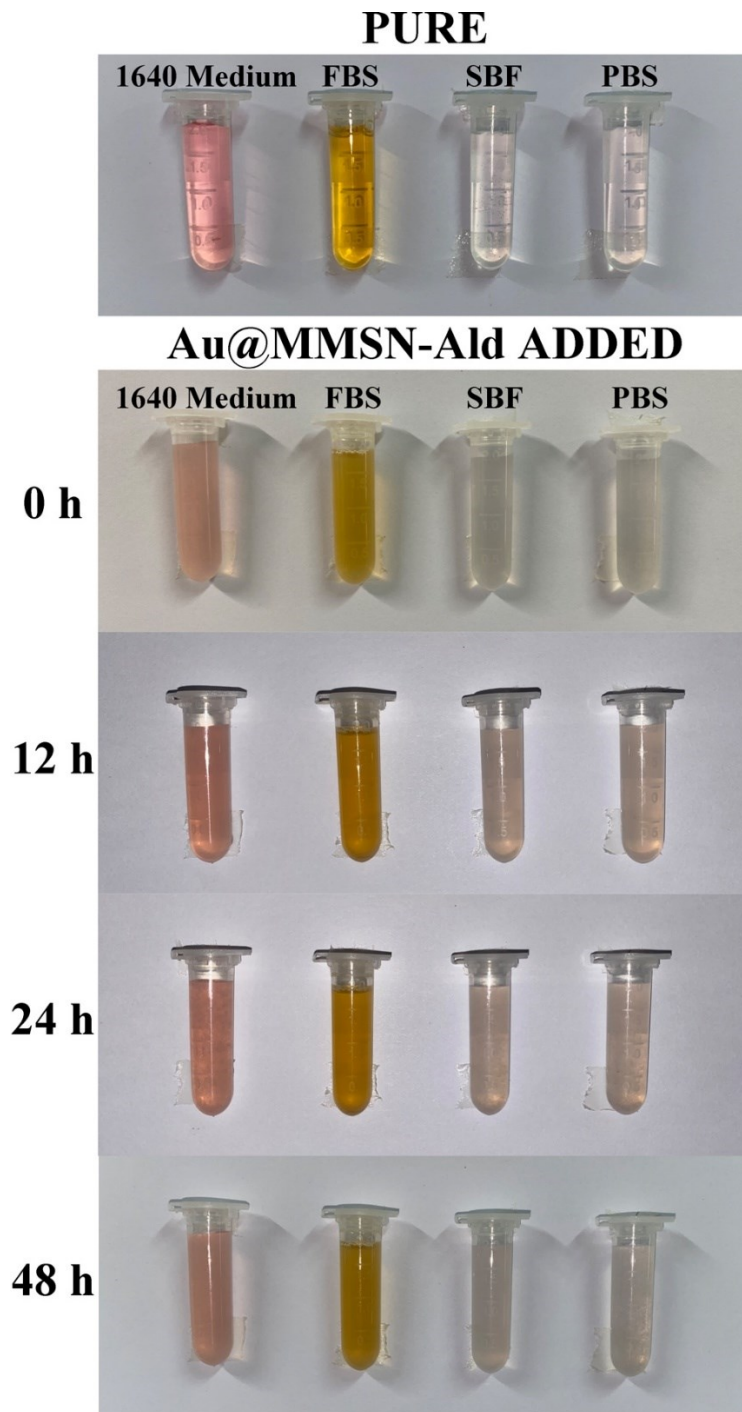 PURE
1640 Medium FBS SBF PBS
Au@MMSN-Ald ADDED
1640 Medium FBS SBF PBS
0 h
12 h
24 h
48 h